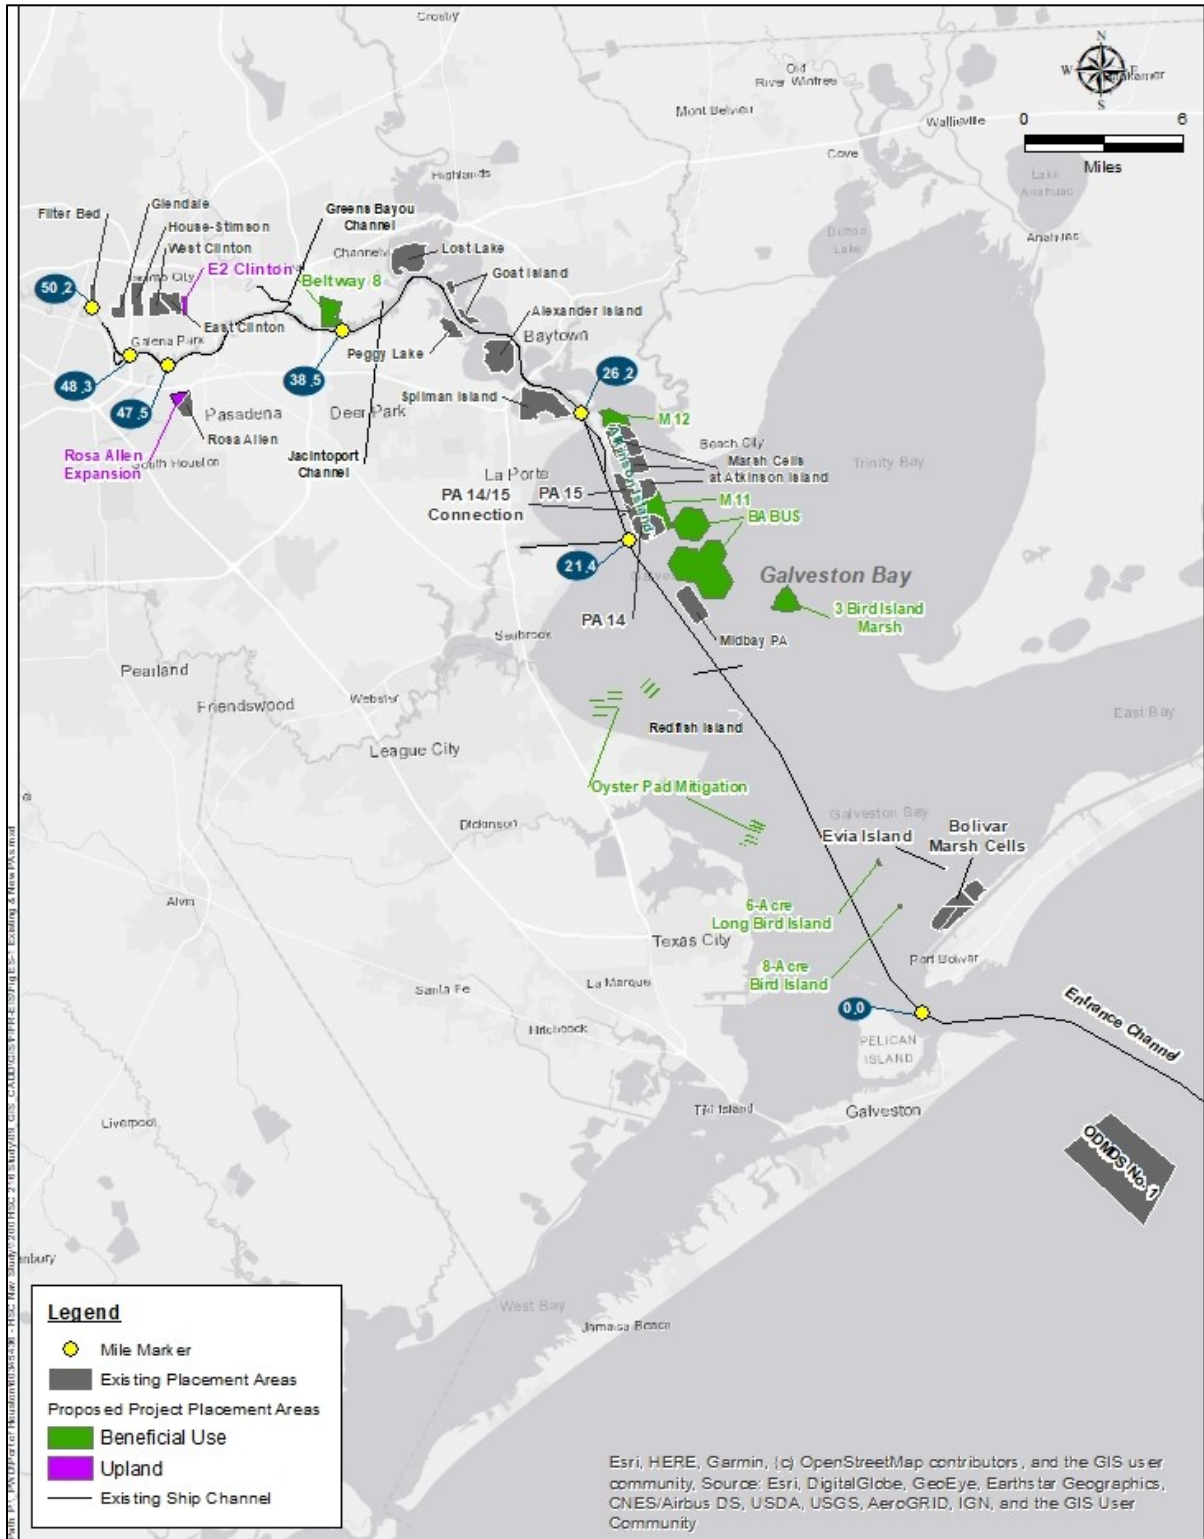 Crosby
N
W E
S
Old
River Winfree
Mont Belvieu
Wallisville
0 6
Miles
Cove
Lake
Anahuac
Highlands
Filter Bed
Glendale
House-Stimson
West Clinton
Greens Bayou
Channel
Lost Lake
Dutton
Lake
Anahuac
E2 Clinton
Beltway 8
Goat Island
50.2
East Clinton
Alexander Island
Galena Park
Peggy Lake
Baytown
48.3
47.5
38.5
26.2
Spilman Island
Pasadena
Deer Park
M12
Rosa Allen
Beach City
Rosa Allen
Expansion
South Houston
Jacintoport
Channel
La Porte
Atkinson Island
Marsh Cells
at Atkinson Island
Trinity Bay
PA 14/15
Connection
PA 15
M11
BABUS
21.4
Galveston Bay
3 Bird Island
Marsh
PA 14
Midbay PA
Seabrook
Pearland
Friendswood
Webster
Redfish Island
East Bay
League City
Oyster Pad Mitigation
Dickinson
Galveston Bay
Evia Island
Bolivar
Marsh Cells
Alvin
6-Acre
Long Bird Island
Texas City
8-Acre
Bird Island
Port Bolivar
Santa Fe
La Marque
0.0
Entrance Channel
Hitchcock
PELICAN
ISLAND
Liverpool
Tiki Island
Galveston
ODMDS No. 1
West Bay
Jamaica Beach
Legend
Mile Marker
Existing Placement Areas
Proposed Project Placement Areas
Beneficial Use
Upland
Existing Ship Channel
Esri, HERE, Garmin, (c) OpenStreetMap contributors, and the GIS user
community, Source: Esri, DigitalGlobe, GeoEye, Earthstar Geographics,
CNES/Airbus DS, USDA, USGS, AeroGRID, IGN, and the GIS User
Community